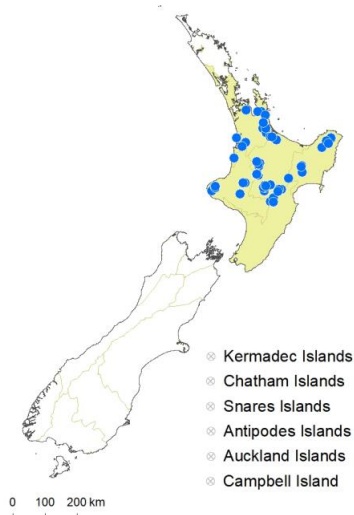 Kermadec Islands
Chatham Islands
Snares Islands
Antipodes Islands
Auckland Islands
Campbell Island
0 100 200 km